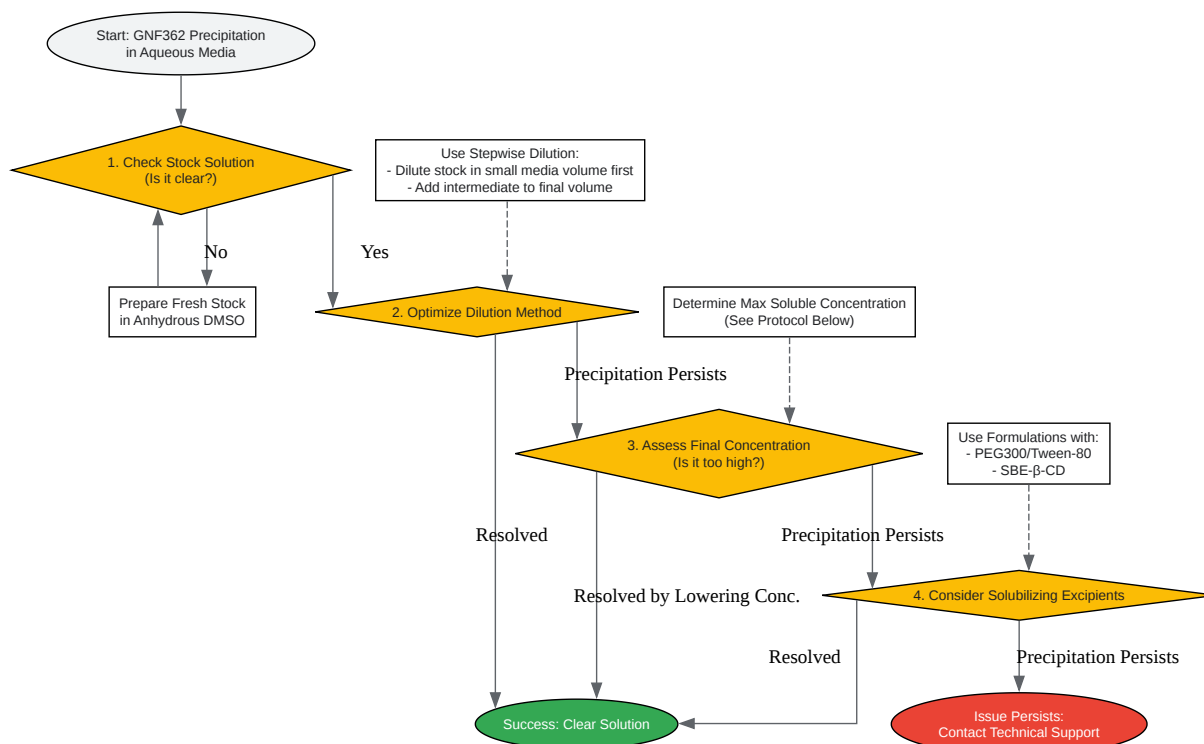 Start: GNF362 Precipitation
in Aqueous Media
1. Check Stock Solution
(Is it clear?)
Use Stepwise Dilution:
- Dilute stock in small media volume first
- Add intermediate to final volume
No
Yes
Prepare Fresh Stock
in Anhydrous DMSO
2. Optimize Dilution Method
Determine Max Soluble Concentration
(See Protocol Below)
Precipitation Persists
3. Assess Final Concentration
(Is it too high?)
Use Formulations with:
- PEG300/Tween-80
- SBE-β-CD
Resolved
Precipitation Persists
Resolved by Lowering Conc.
4. Consider Solubilizing Excipients
Resolved
Precipitation Persists
Success: Clear Solution
Issue Persists:
Contact Technical Support